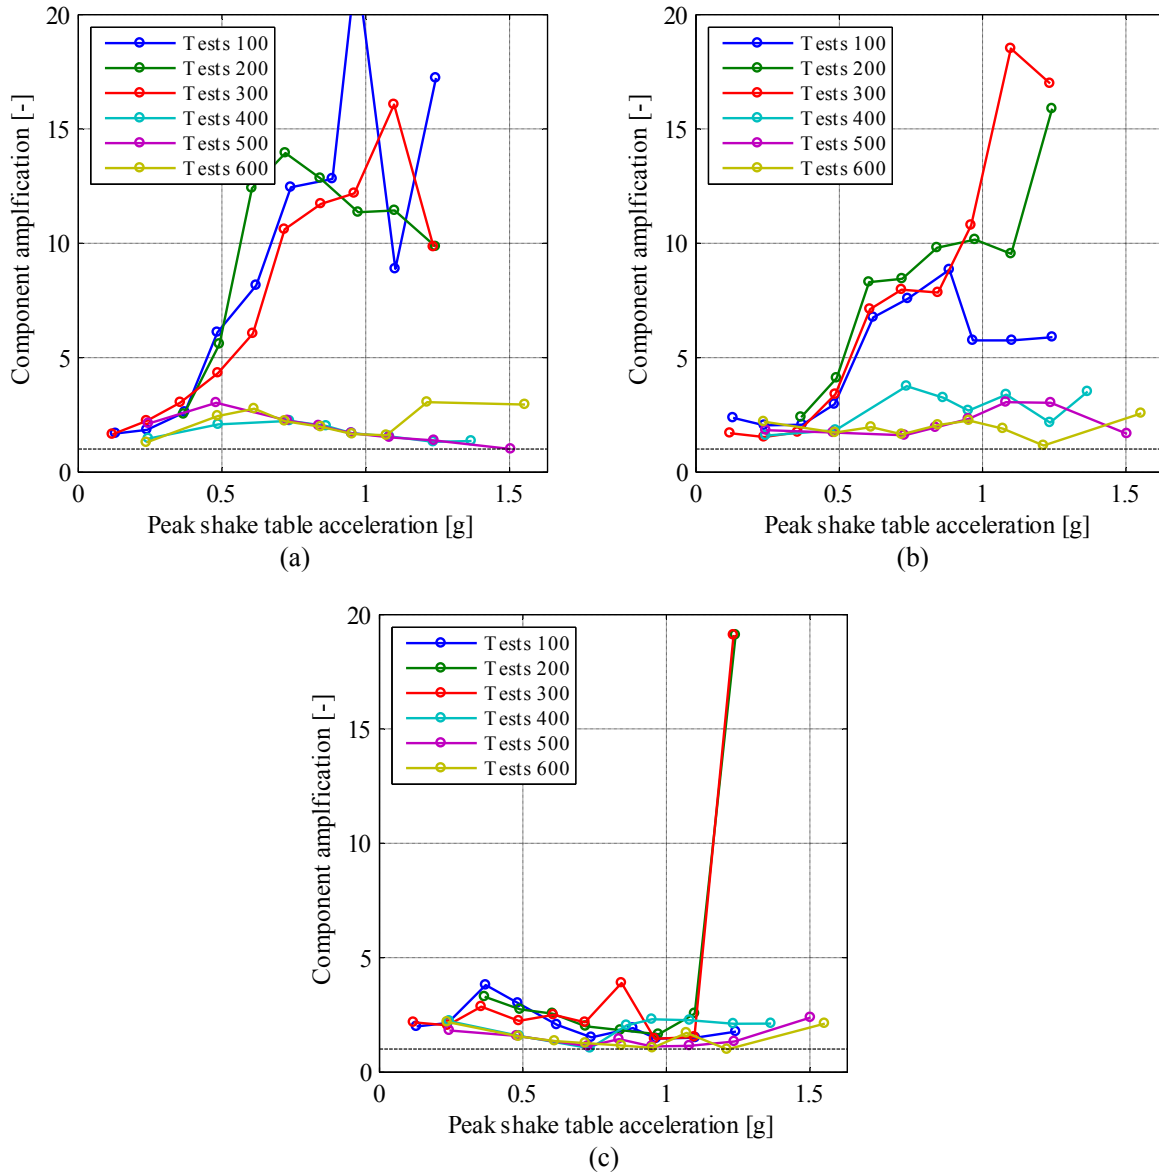 20
15
10
5
0
Component amplfication [-]
Tests 100
Tests 200
Tests 300
Tests 400
Tests 500
Tests 600
0 0.5 1 1.5
Peak shake table acceleration [g]
(a)
20
15
10
5
0
Component amplfication [-]
Tests 100
Tests 200
Tests 300
Tests 400
Tests 500
Tests 600
0 0.5 1 1.5
Peak shake table acceleration [g]
(b)
20
15
10
5
0
Component amplfication [-]
Tests 100
Tests 200
Tests 300
Tests 400
Tests 500
Tests 600
0 0.5 1 1.5
Peak shake table acceleration [g]
(c)